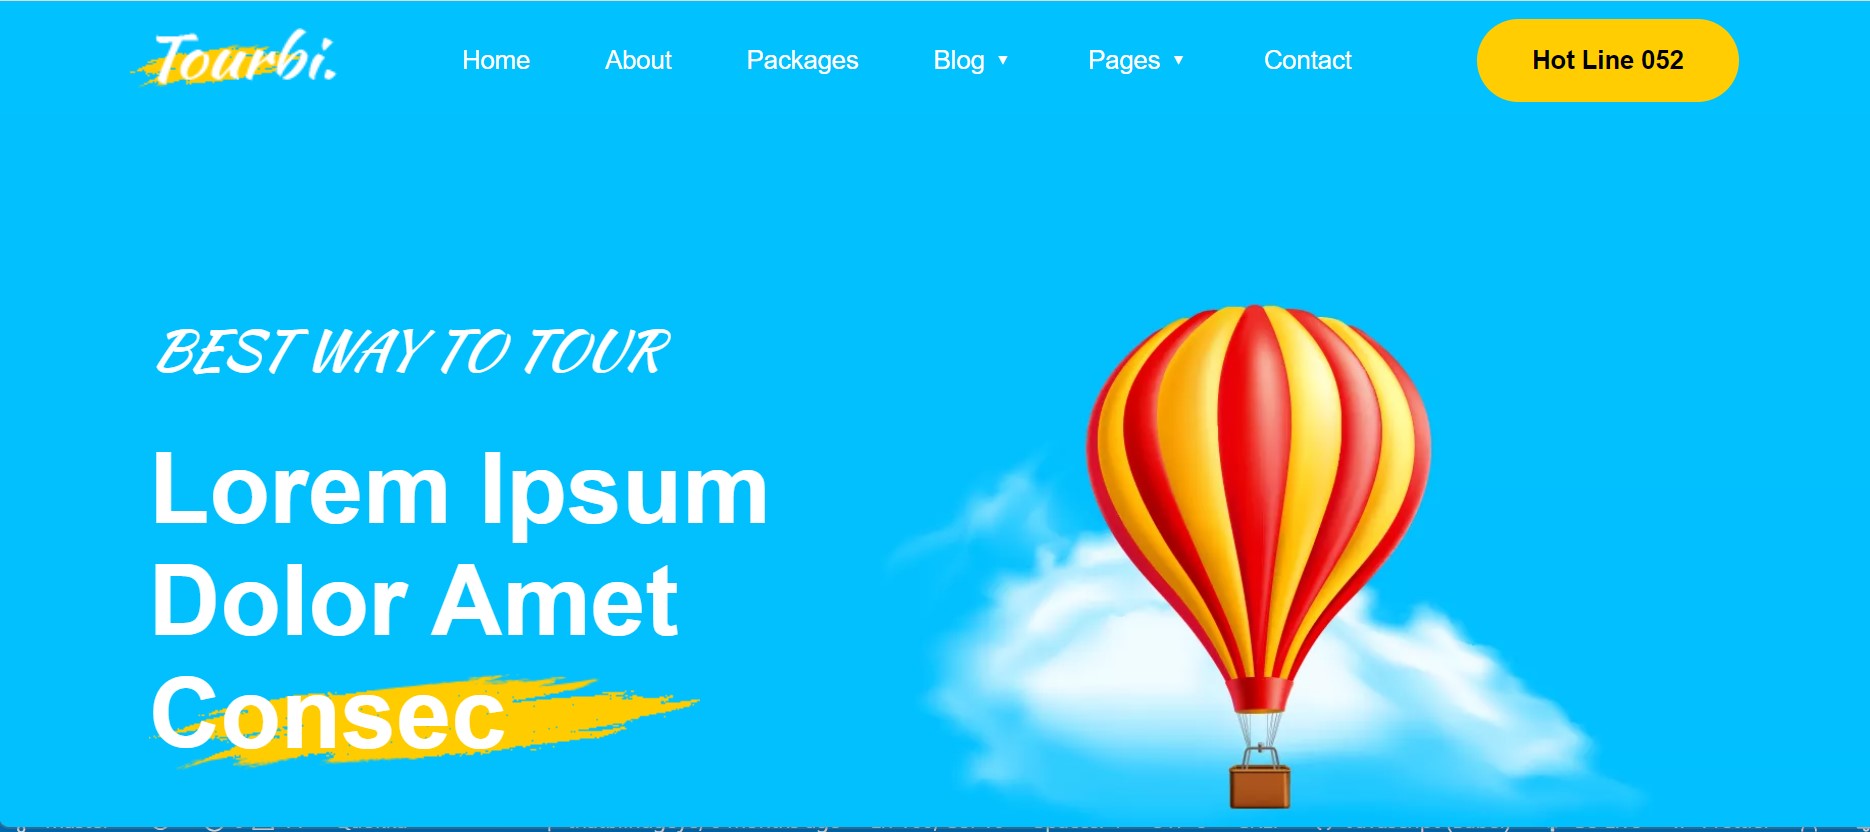 Tourbi.
Home About Packages Blog ▼ Pages ▼ Contact
Hot Line 052
BEST WAY TO TOUR
Lorem Ipsum
Dolor Amet
Consec